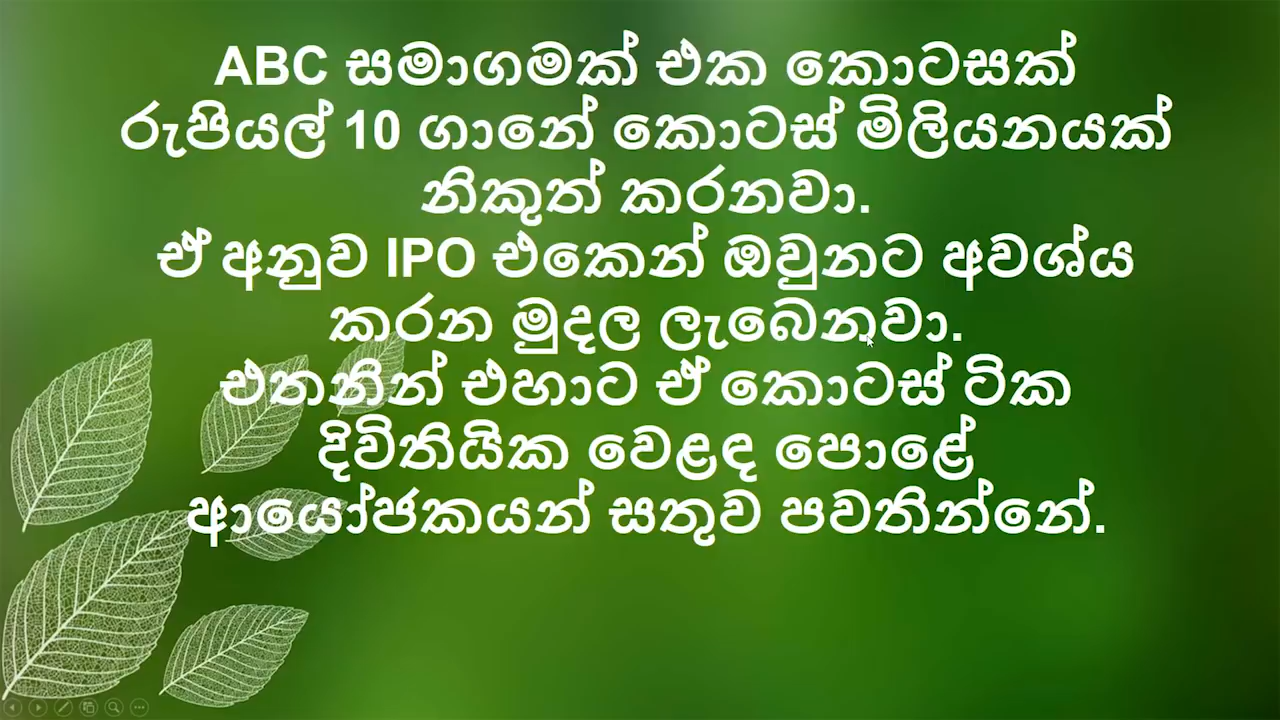 ABC සමාගමක් එක කොටසක්
රුපියල් 10 ගානේ කොටස් මිලියනයක්
නිකුත් කරනවා.
ඒ අනුව IPO එකෙන් ඔවුනට අවශ්ය
කරන මුදල ලැබෙනවා.
එතනින් එහාට ඒ කොටස් ටික
දිවිතියික වෙළඳ පොළේ
ආයෝජකයන් සතුව පවතින්නේ.